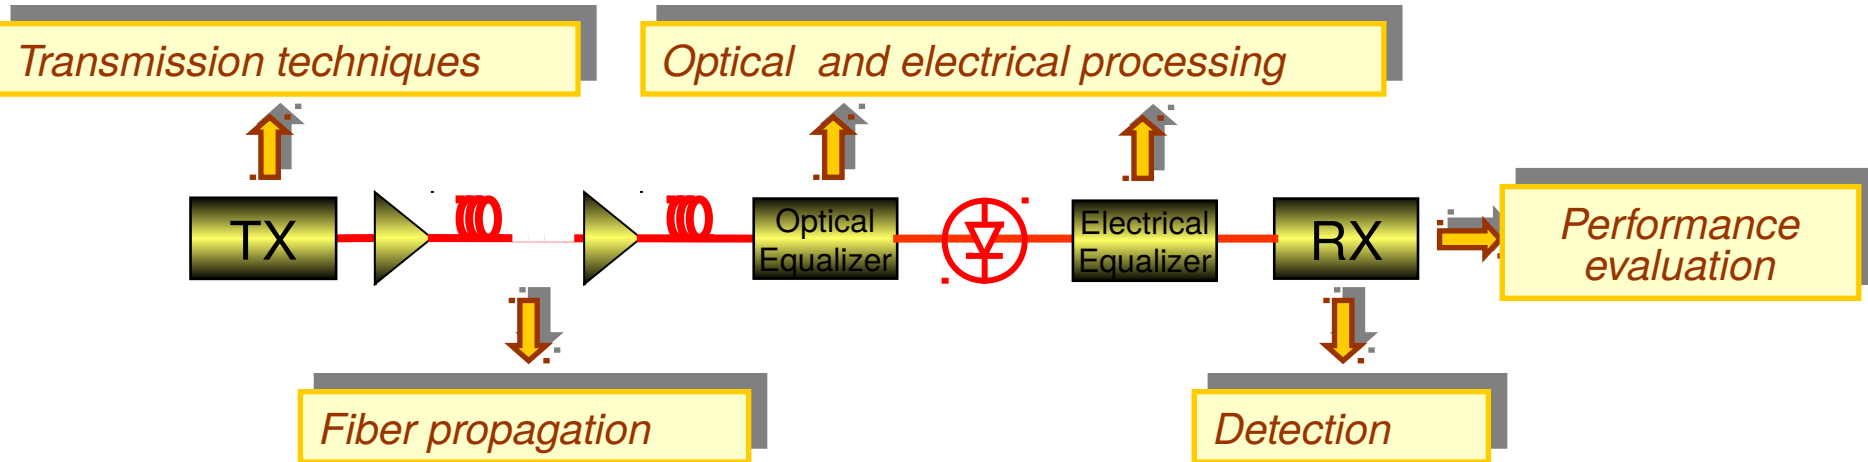 Transmission techniques
Optical and electrical processing
TX
Optical
Equalizer
Electrical
Equalizer
RX
Performance
evaluation
Fiber propagation
Detection